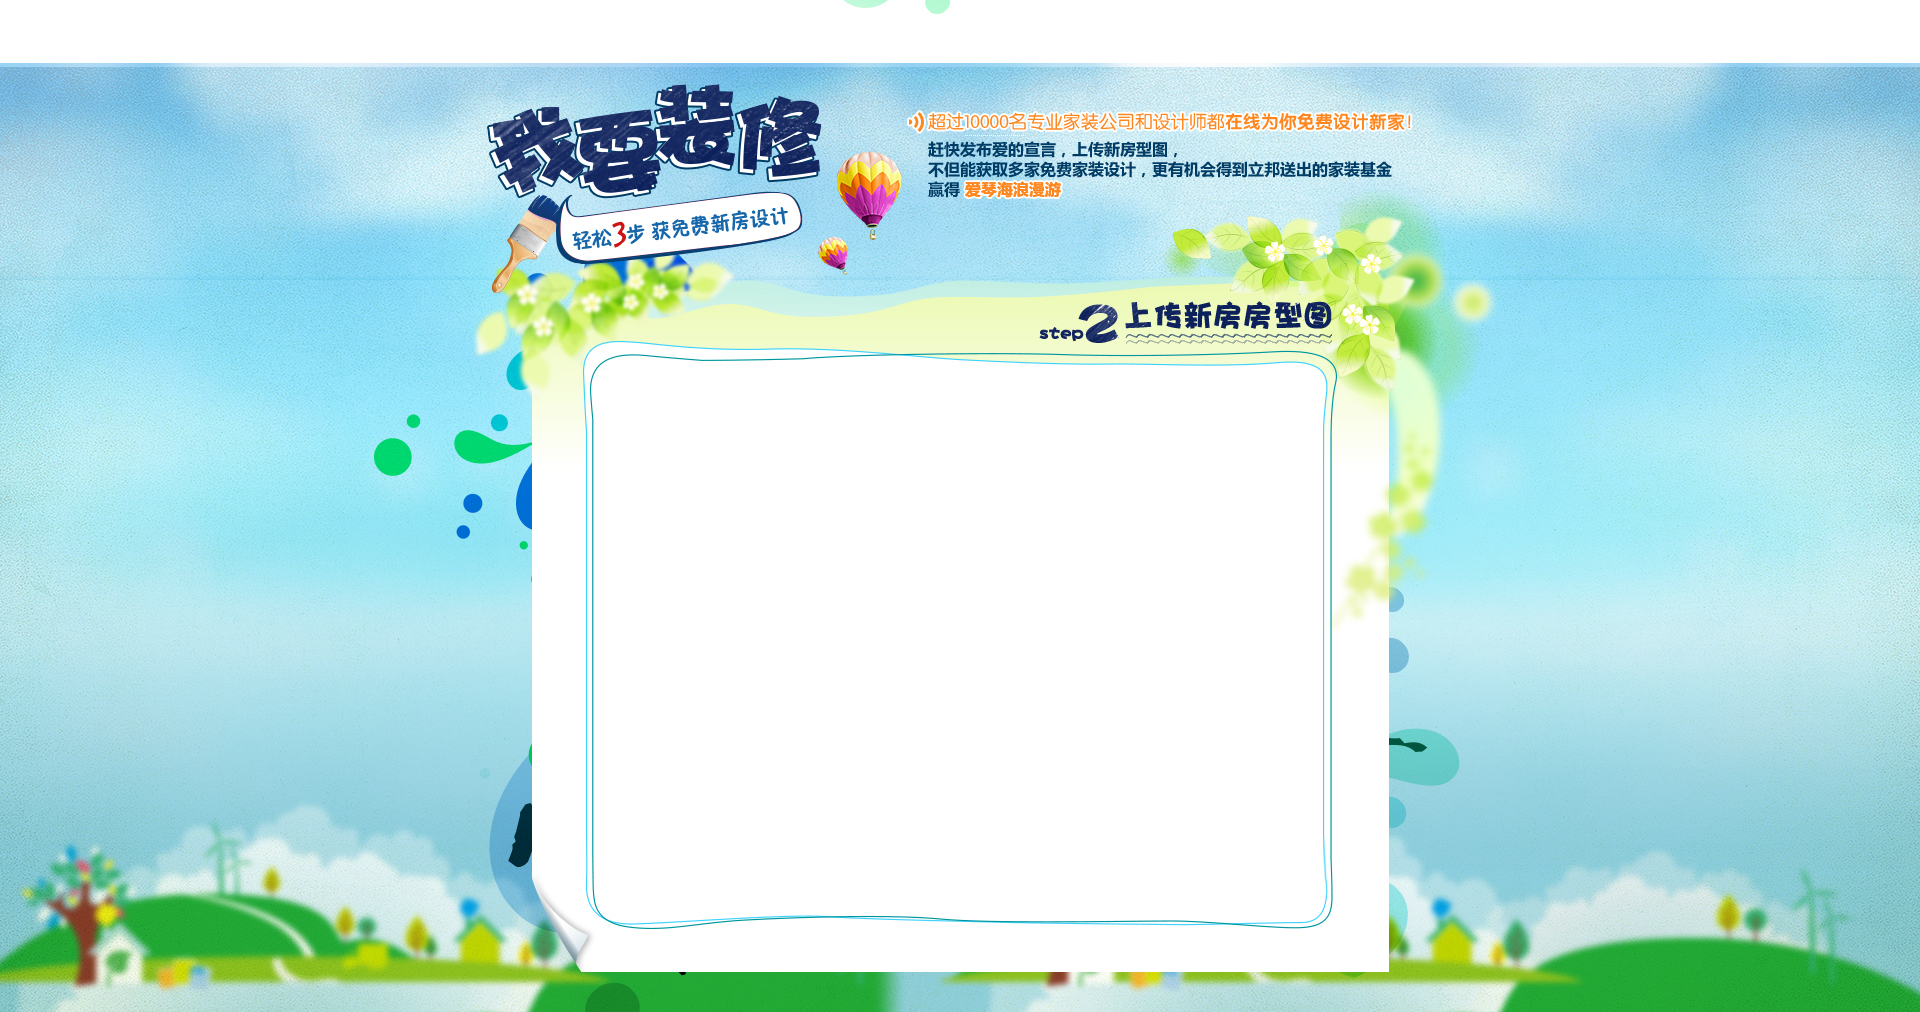 我要装修
轻松3步 获免费新房设计
超过10000名专业家装公司和设计师都在线为你免费设计新家!
赶快发布爱的宣言，上传新房型图，
不但能获取多家免费家装设计，更有机会得到立邦送出的家装基金
赢得 爱琴海浪漫游
step2上传新房房型图